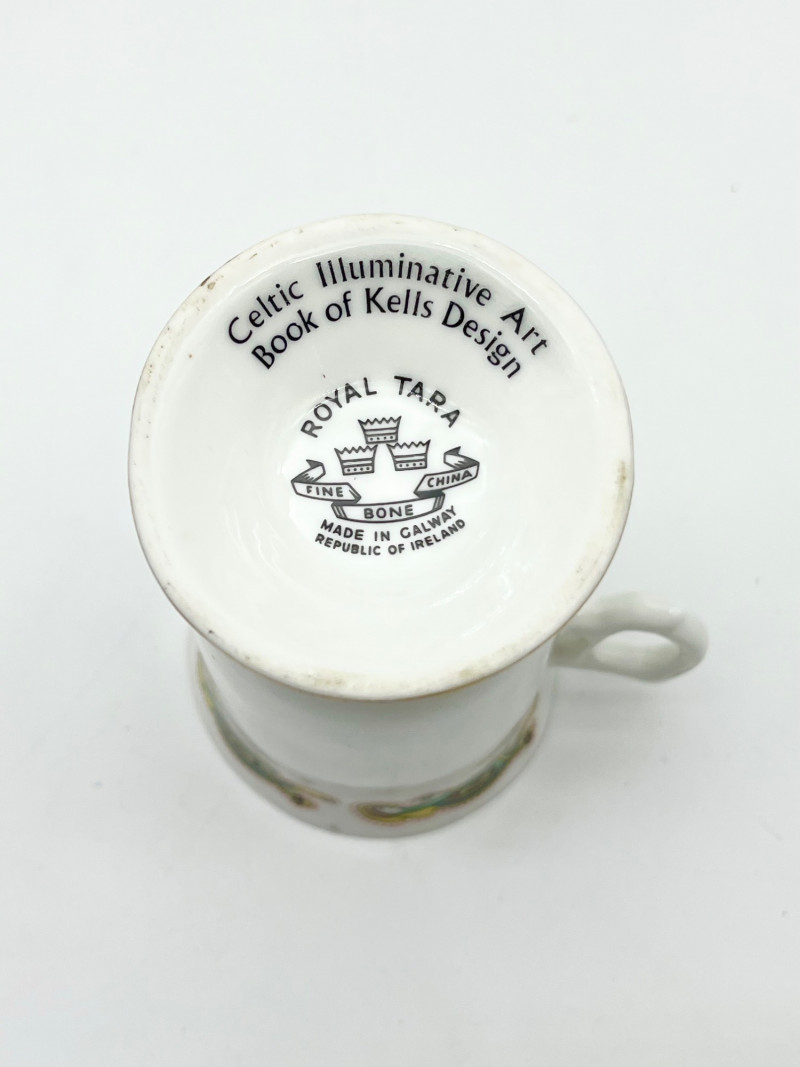 Celtic Illuminative Art
Book of Kells Design
ROYAL TARA
FINE BONE CHINA
MADE IN GALWAY
REPUBLIC OF IRELAND